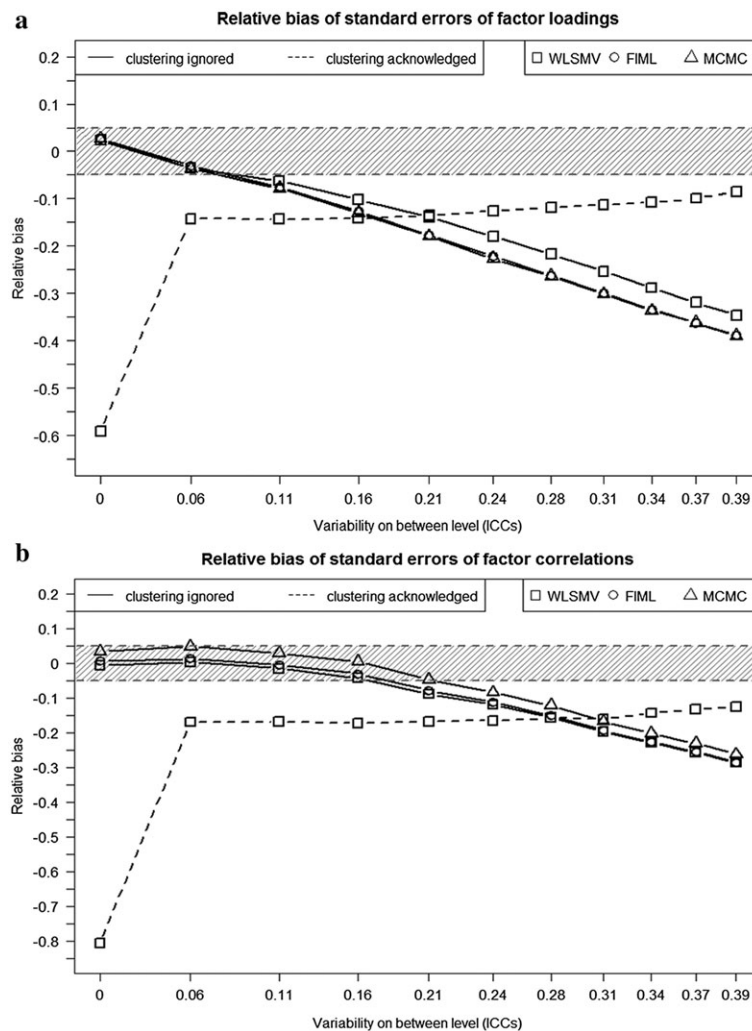 a
Relative bias of standard errors of factor loadings
clustering ignored clustering acknowledged WLSMV FIML MCMC
Relative bias
0.2
0.1
0
-0.1
-0.2
-0.3
-0.4
-0.5
-0.6
0 0.06 0.11 0.16 0.21 0.24 0.28 0.31 0.34 0.37 0.39
Variability on between level (ICCs)
b
Relative bias of standard errors of factor correlations
clustering ignored clustering acknowledged WLSMV FIML MCMC
Relative bias
0.2
0.1
0
-0.1
-0.2
-0.3
-0.4
-0.5
-0.6
-0.7
-0.8
0 0.06 0.11 0.16 0.21 0.24 0.28 0.31 0.34 0.37 0.39
Variability on between level (ICCs)